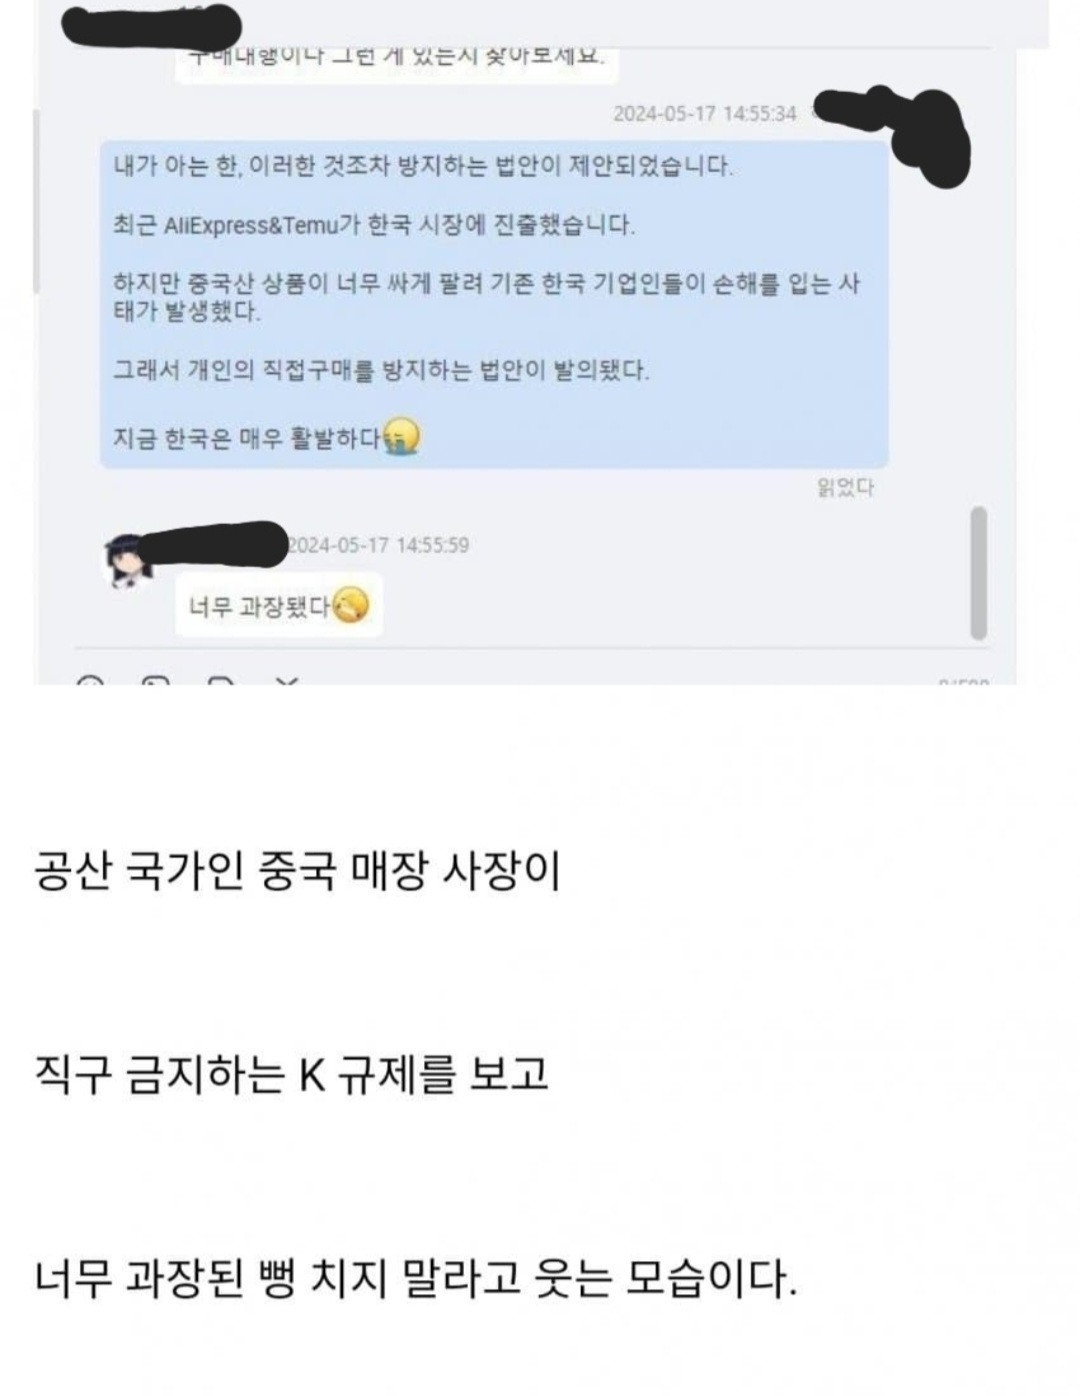 구매대행이나 그런 게 있는지 찾아보세요.
2024-05-17 14:55:34
내가 아는 한, 이러한 것조차 방지하는 법안이 제안되었습니다.
최근 AliExpress&Temu가 한국 시장에 진출했습니다.
하지만 중국산 상품이 너무 싸게 팔려 기존 한국 기업인들이 손해를 입는 사
태가 발생했다.
그래서 개인의 직접구매를 방지하는 법안이 발의됐다.
지금 한국은 매우 활발하다
읽었다
2024-05-17 14:55:59
너무 과장됐다
공산 국가인 중국 매장 사장이
직구 금지하는 K 규제를 보고
너무 과장된 뻥 치지 말라고 웃는 모습이다.